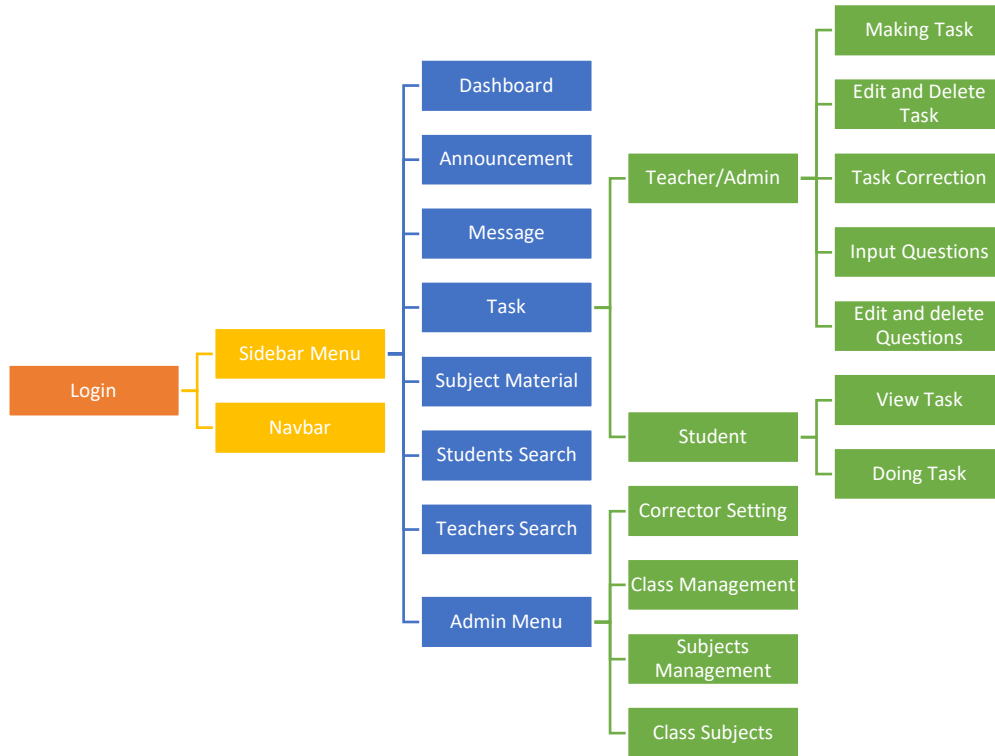 Login
Sidebar Menu
Navbar
Dashboard
Announcement
Message
Task
Subject Material
Students Search
Teachers Search
Admin Menu
Teacher/Admin
Student
Corrector Setting
Class Management
Subjects
Management
Class Subjects
Making Task
Edit and Delete
Task
Task Correction
Input Questions
Edit and delete
Questions
View Task
Doing Task